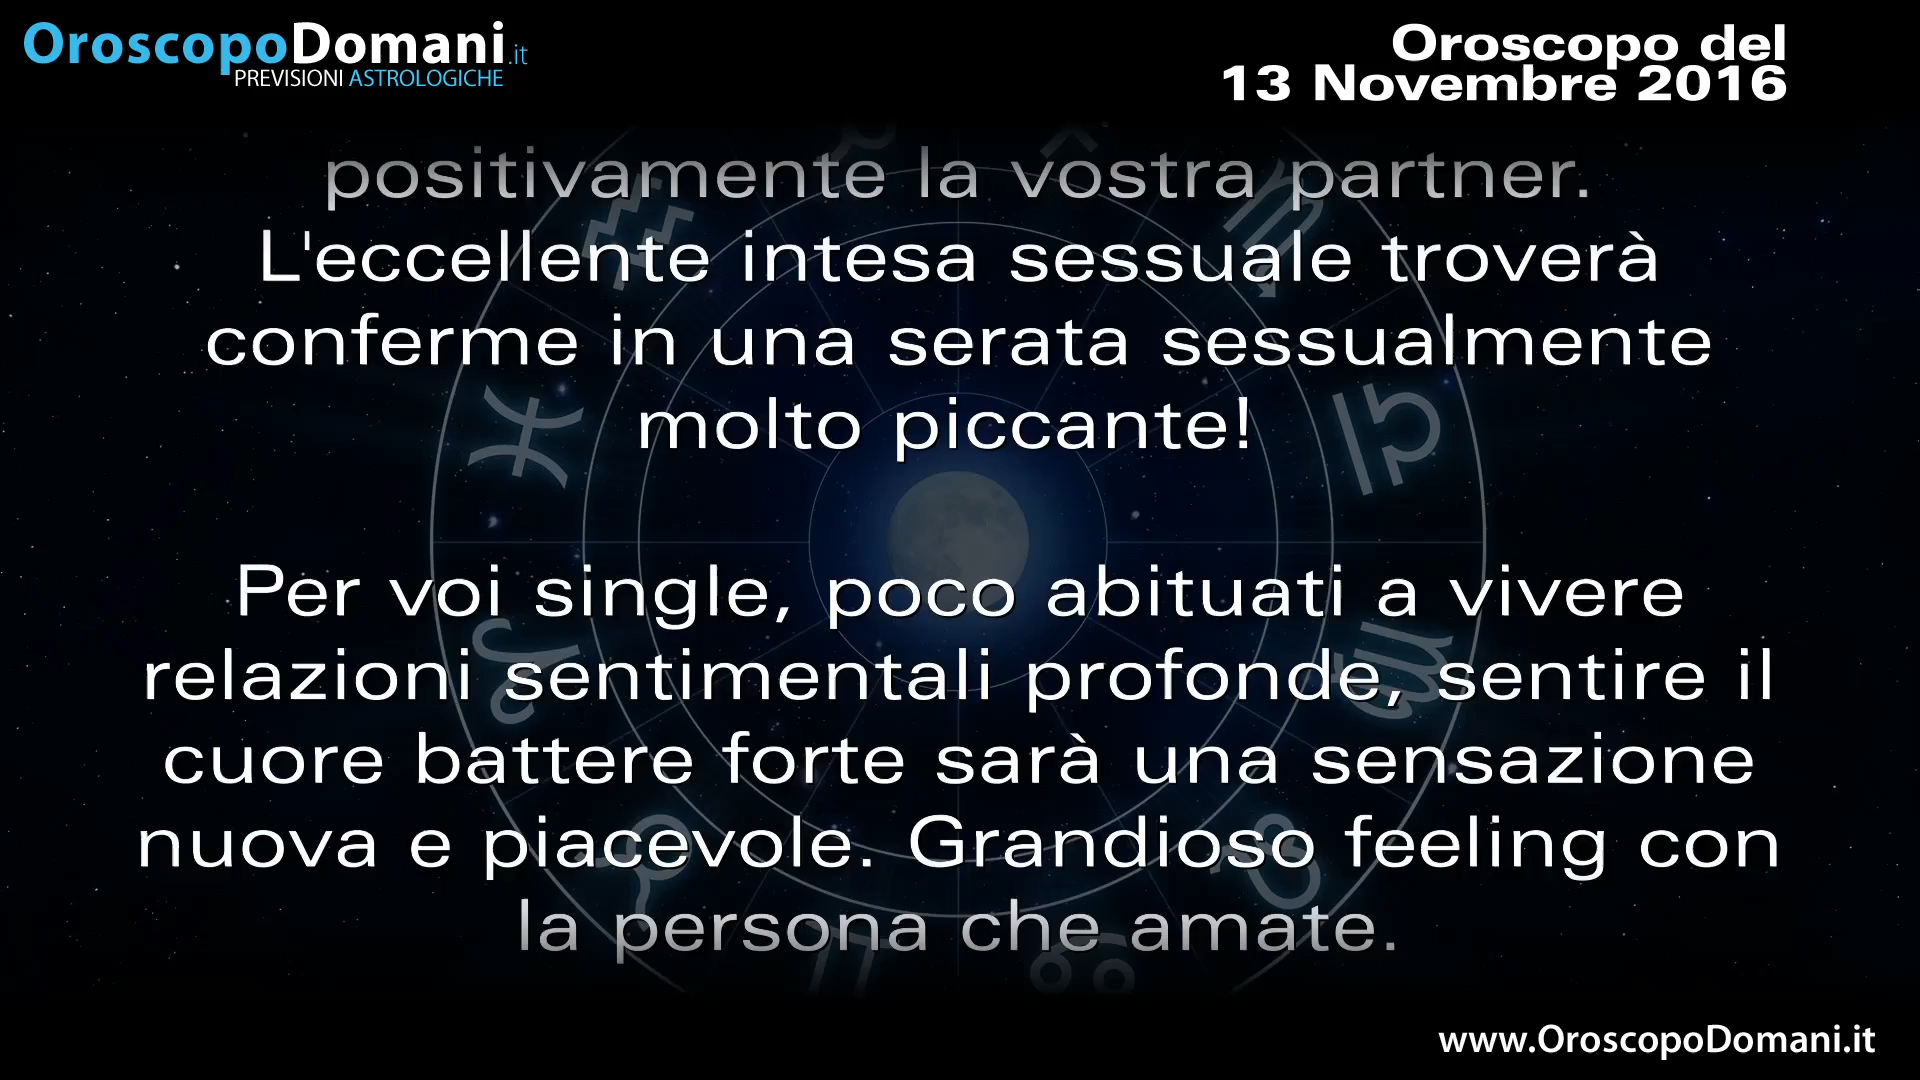 OroscopoDomani.it
PREVISIONI ASTROLOGICHE
Oroscopo del
13 Novembre 2016
positivamente la vostra partner.
L'eccellente intesa sessuale troverà
conferme in una serata sessualmente
molto piccante!
Per voi single, poco abituati a vivere
relazioni sentimentali profonde, sentire il
cuore battere forte sarà una sensazione
nuova e piacevole. Grandioso feeling con
la persona che amate.
www.OroscopoDomani.it